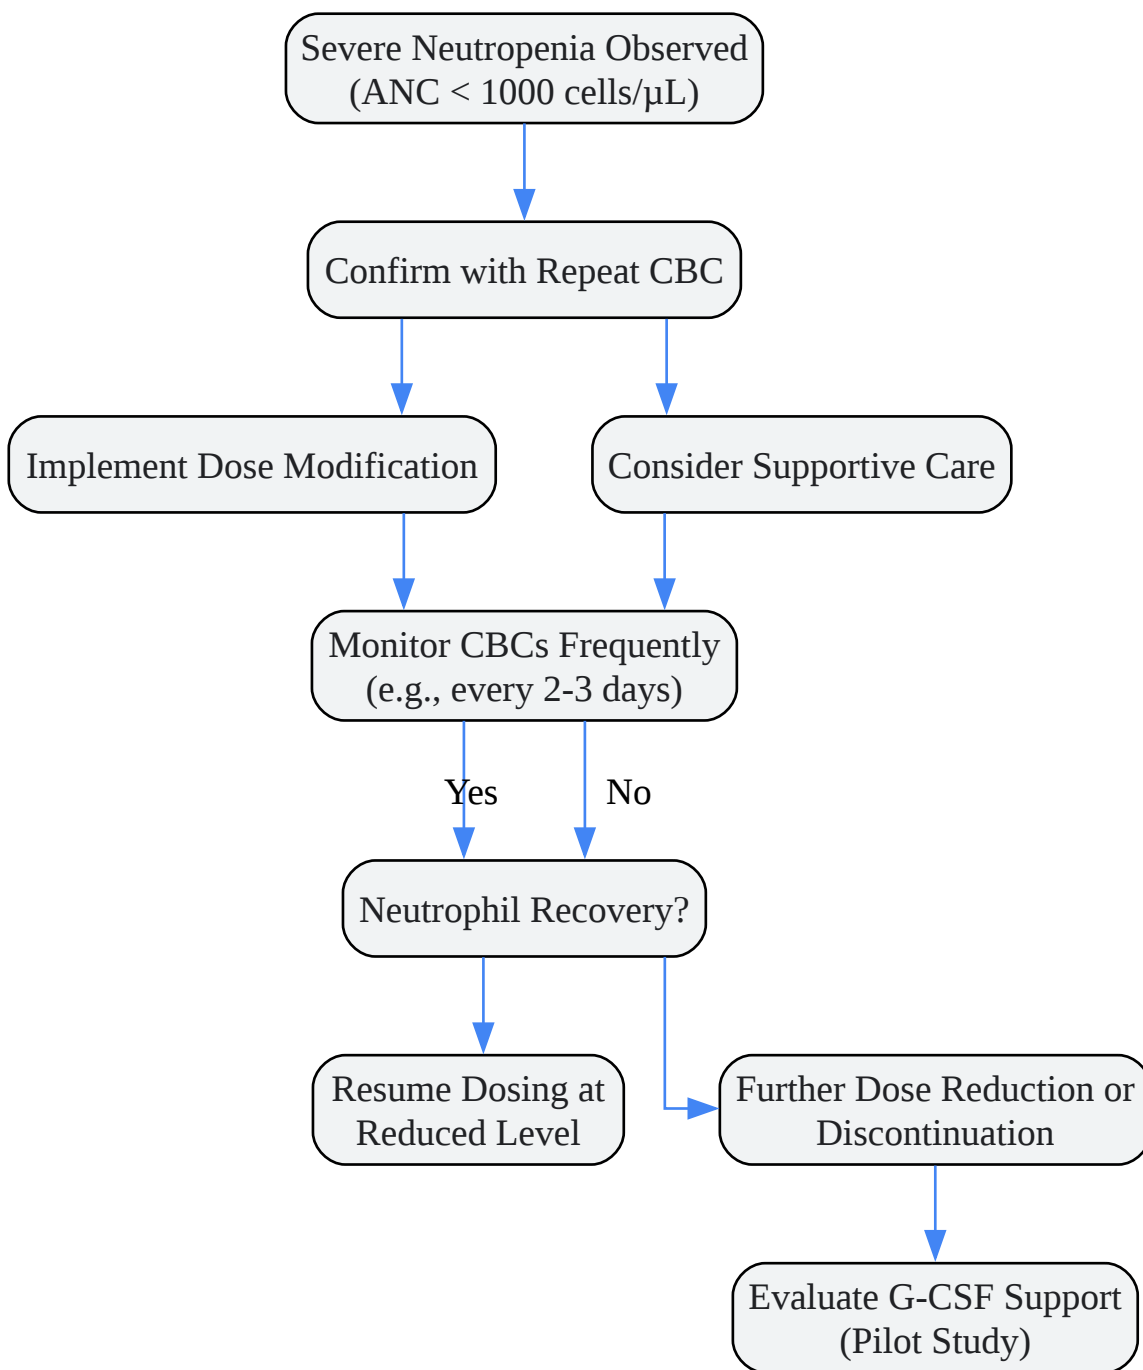 Severe Neutropenia Observed
(ANC < 1000 cells/µL)
Confirm with Repeat CBC
Implement Dose Modification
Consider Supportive Care
Monitor CBCs Frequently
(e.g., every 2-3 days)
Yes
No
Neutrophil Recovery?
Resume Dosing at
Reduced Level
Further Dose Reduction or
Discontinuation
Evaluate G-CSF Support
(Pilot Study)